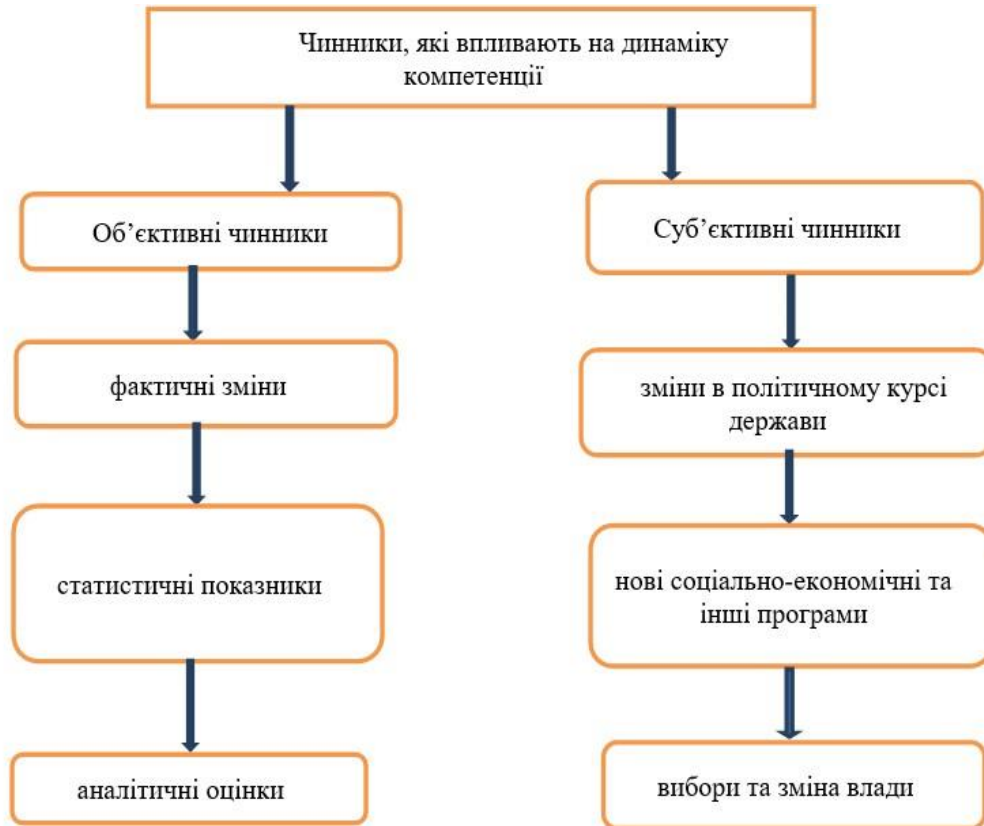 Чинники, які впливають на динаміку
компетенції
Об’єктивні чинники
Суб’єктивні чинники
фактичні зміни
зміни в політичному курсі
держави
статистичні показники
нові соціально-економічні та
інші програми
аналітичні оцінки
вибори та зміна влади